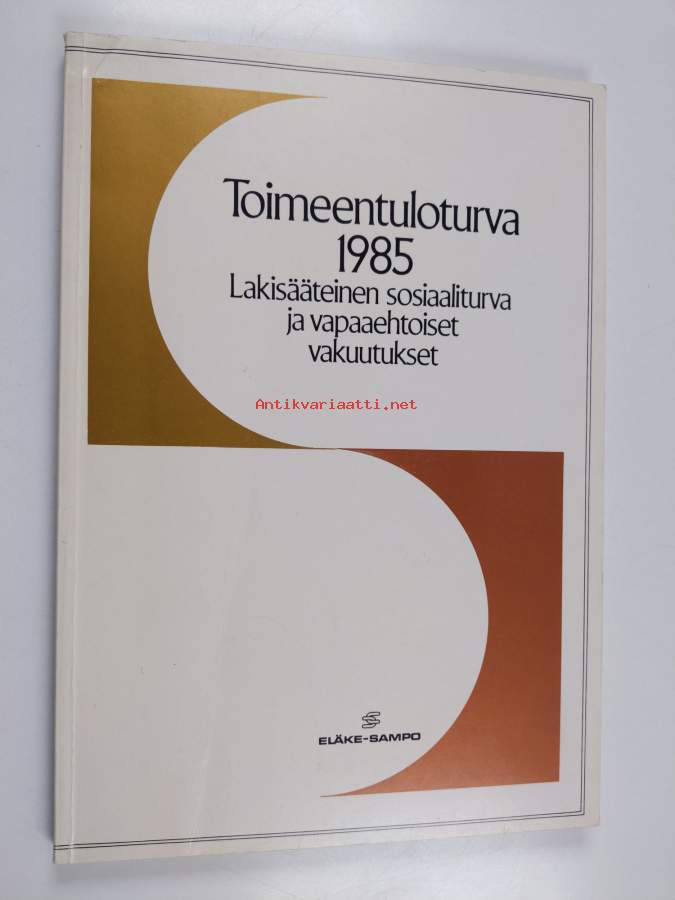 Toimeentuloturva
1985
Lakisääteinen sosiaaliturva
ja vapaaehtoiset
vakuutukset
Antikvariaatti.net
ELÄKE-SAMPO